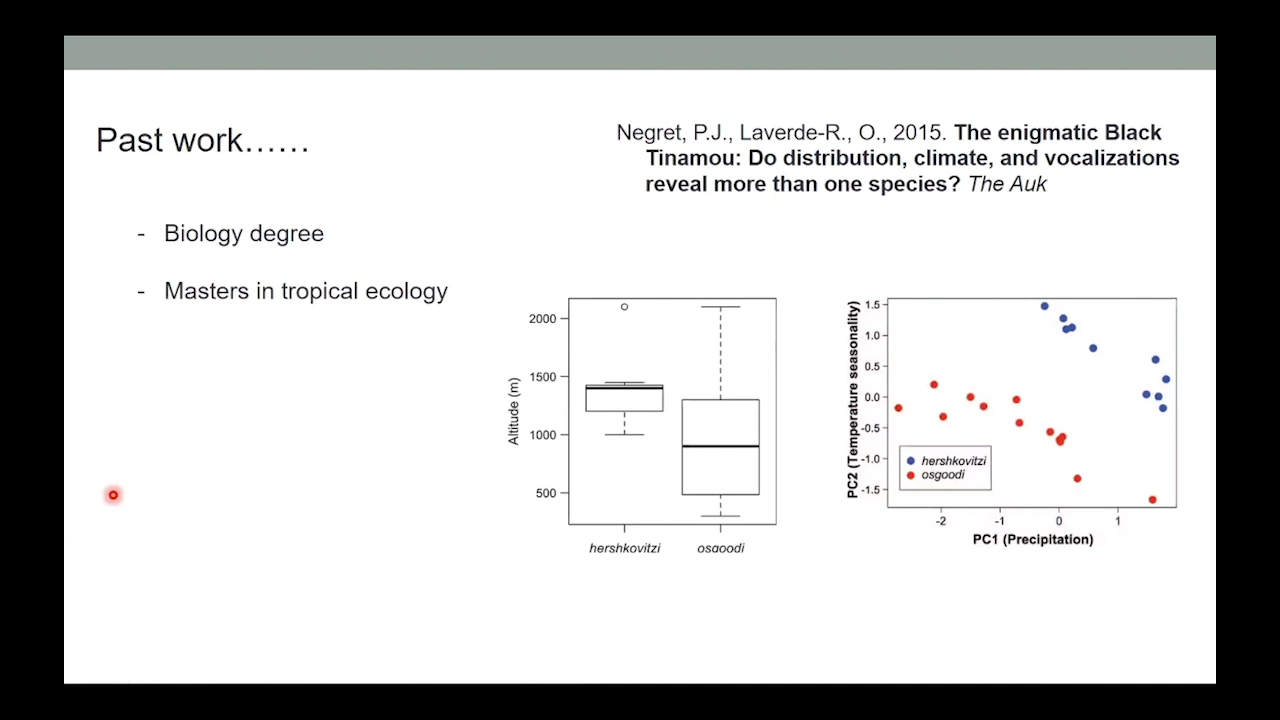 Past work……
Negret, P.J., Laverde-R., O., 2015. The enigmatic Black
Tinamou: Do distribution, climate, and vocalizations
reveal more than one species? The Auk
- Biology degree
- Masters in tropical ecology
Altitude (m)
2000
1500
1000
500
hershkovitzi
osgoodi
PC2 (Temperature seasonality)
1.5
1.0
0.5
0.0
-0.5
-1.0
-1.5
hershkovitzi
osgoodi
-2
-1
0
1
PC1 (Precipitation)